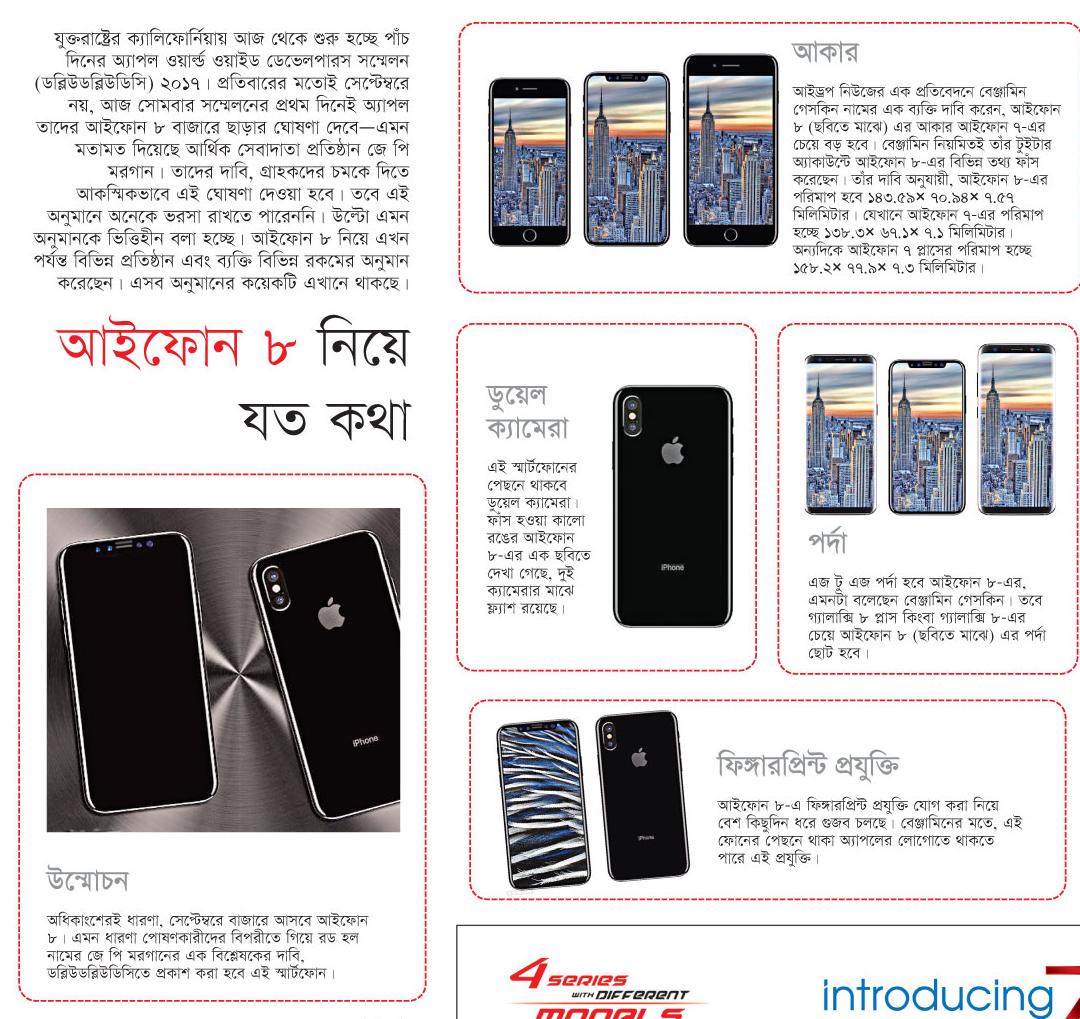 যুক্তরাষ্ট্রের ক্যালিফোর্নিয়ায় আজ থেকে শুরু হচ্ছে পাঁচ
দিনের অ্যাপল ওয়ার্ল্ড ওয়াইড ডেভেলপারস সম্মেলন
(ডব্লিউডব্লিউডিসি) ২০১৭। প্রতিবারের মতোই সেপ্টেম্বরে
নয়, আজ সোমবার সম্মেলনের প্রথম দিনেই অ্যাপল
তাদের আইফোন ৮ বাজারে ছাড়ার ঘোষণা দেবে—এমন
মতামত দিয়েছে আর্থিক সেবাদাতা প্রতিষ্ঠান জে পি
মরগান। তাদের দাবি, গ্রাহকদের চমকে দিতে
আকস্মিকভাবে এই ঘোষণা দেওয়া হবে। তবে এই
অনুমানে অনেকে ভরসা রাখতে পারেননি। উল্টো এমন
অনুমানকে ভিত্তিহীন বলা হচ্ছে। আইফোন ৮ নিয়ে এখন
পর্যন্ত বিভিন্ন প্রতিষ্ঠান এবং ব্যক্তি বিভিন্ন রকমের অনুমান
করেছেন। এসব অনুমানের কয়েকটি এখানে থাকছে।
আইফোন ৮ নিয়ে
যত কথা
iPhone
উন্মোচন
অধিকাংশেরই ধারণা, সেপ্টেম্বরে বাজারে আসবে আইফোন
৮। এমন ধারণা পোষণকারীদের বিপরীতে গিয়ে রড হল
নামের জে পি মরগানের এক বিশ্লেষকের দাবি,
ডব্লিউডব্লিউডিসিতে প্রকাশ করা হবে এই স্মার্টফোন।
আকার
আইড্রপ নিউজের এক প্রতিবেদনে বেঞ্জামিন
গেসকিন নামের এক ব্যক্তি দাবি করেন, আইফোন
৮ (ছবিতে মাঝে) এর আকার আইফোন ৭-এর
চেয়ে বড় হবে। বেঞ্জামিন নিয়মিতই তাঁর টুইটার
অ্যাকাউন্টে আইফোন ৮-এর বিভিন্ন তথ্য ফাঁস
করেছেন। তাঁর দাবি অনুযায়ী, আইফোন ৮-এর
পরিমাপ হবে ১৪৩.৫৯× ৭০.৯৪× ৭.৫৭
মিলিমিটার। যেখানে আইফোন ৭-এর পরিমাপ
হচ্ছে ১৩৮.৩× ৬৭.১× ৭.১ মিলিমিটার।
অন্যদিকে আইফোন ৭ প্লাসের পরিমাপ হচ্ছে
১৫৮.২× ৭৭.৯× ৭.৩ মিলিমিটার।
ডুয়েল
ক্যামেরা
এই স্মার্টফোনের
পেছনে থাকবে
ডুয়েল ক্যামেরা।
ফাঁস হওয়া কালো
রঙের আইফোন
৮-এর এক ছবিতে
দেখা গেছে, দুই
ক্যামেরার মাঝে
ফ্ল্যাশ রয়েছে।
iPhone
পর্দা
এজ টু এজ পর্দা হবে আইফোন ৮-এর,
এমনটা বলেছেন বেঞ্জামিন গেসকিন। তবে
গ্যালাক্সি ৮ প্লাস কিংবা গ্যালাক্সি ৮-এর
চেয়ে আইফোন ৮ (ছবিতে মাঝে) এর পর্দা
ছোট হবে।
iPhone
ফিঙ্গারপ্রিন্ট প্রযুক্তি
আইফোন ৮-এ ফিঙ্গারপ্রিন্ট প্রযুক্তি যোগ করা নিয়ে
বেশ কিছুদিন ধরে গুজব চলছে। বেঞ্জামিনের মতে, এই
ফোনের পেছনে থাকা অ্যাপলের লোগোতে থাকতে
পারে এই প্রযুক্তি।
4 SERIES
WITH DIFFERENT
MODELS
introducing